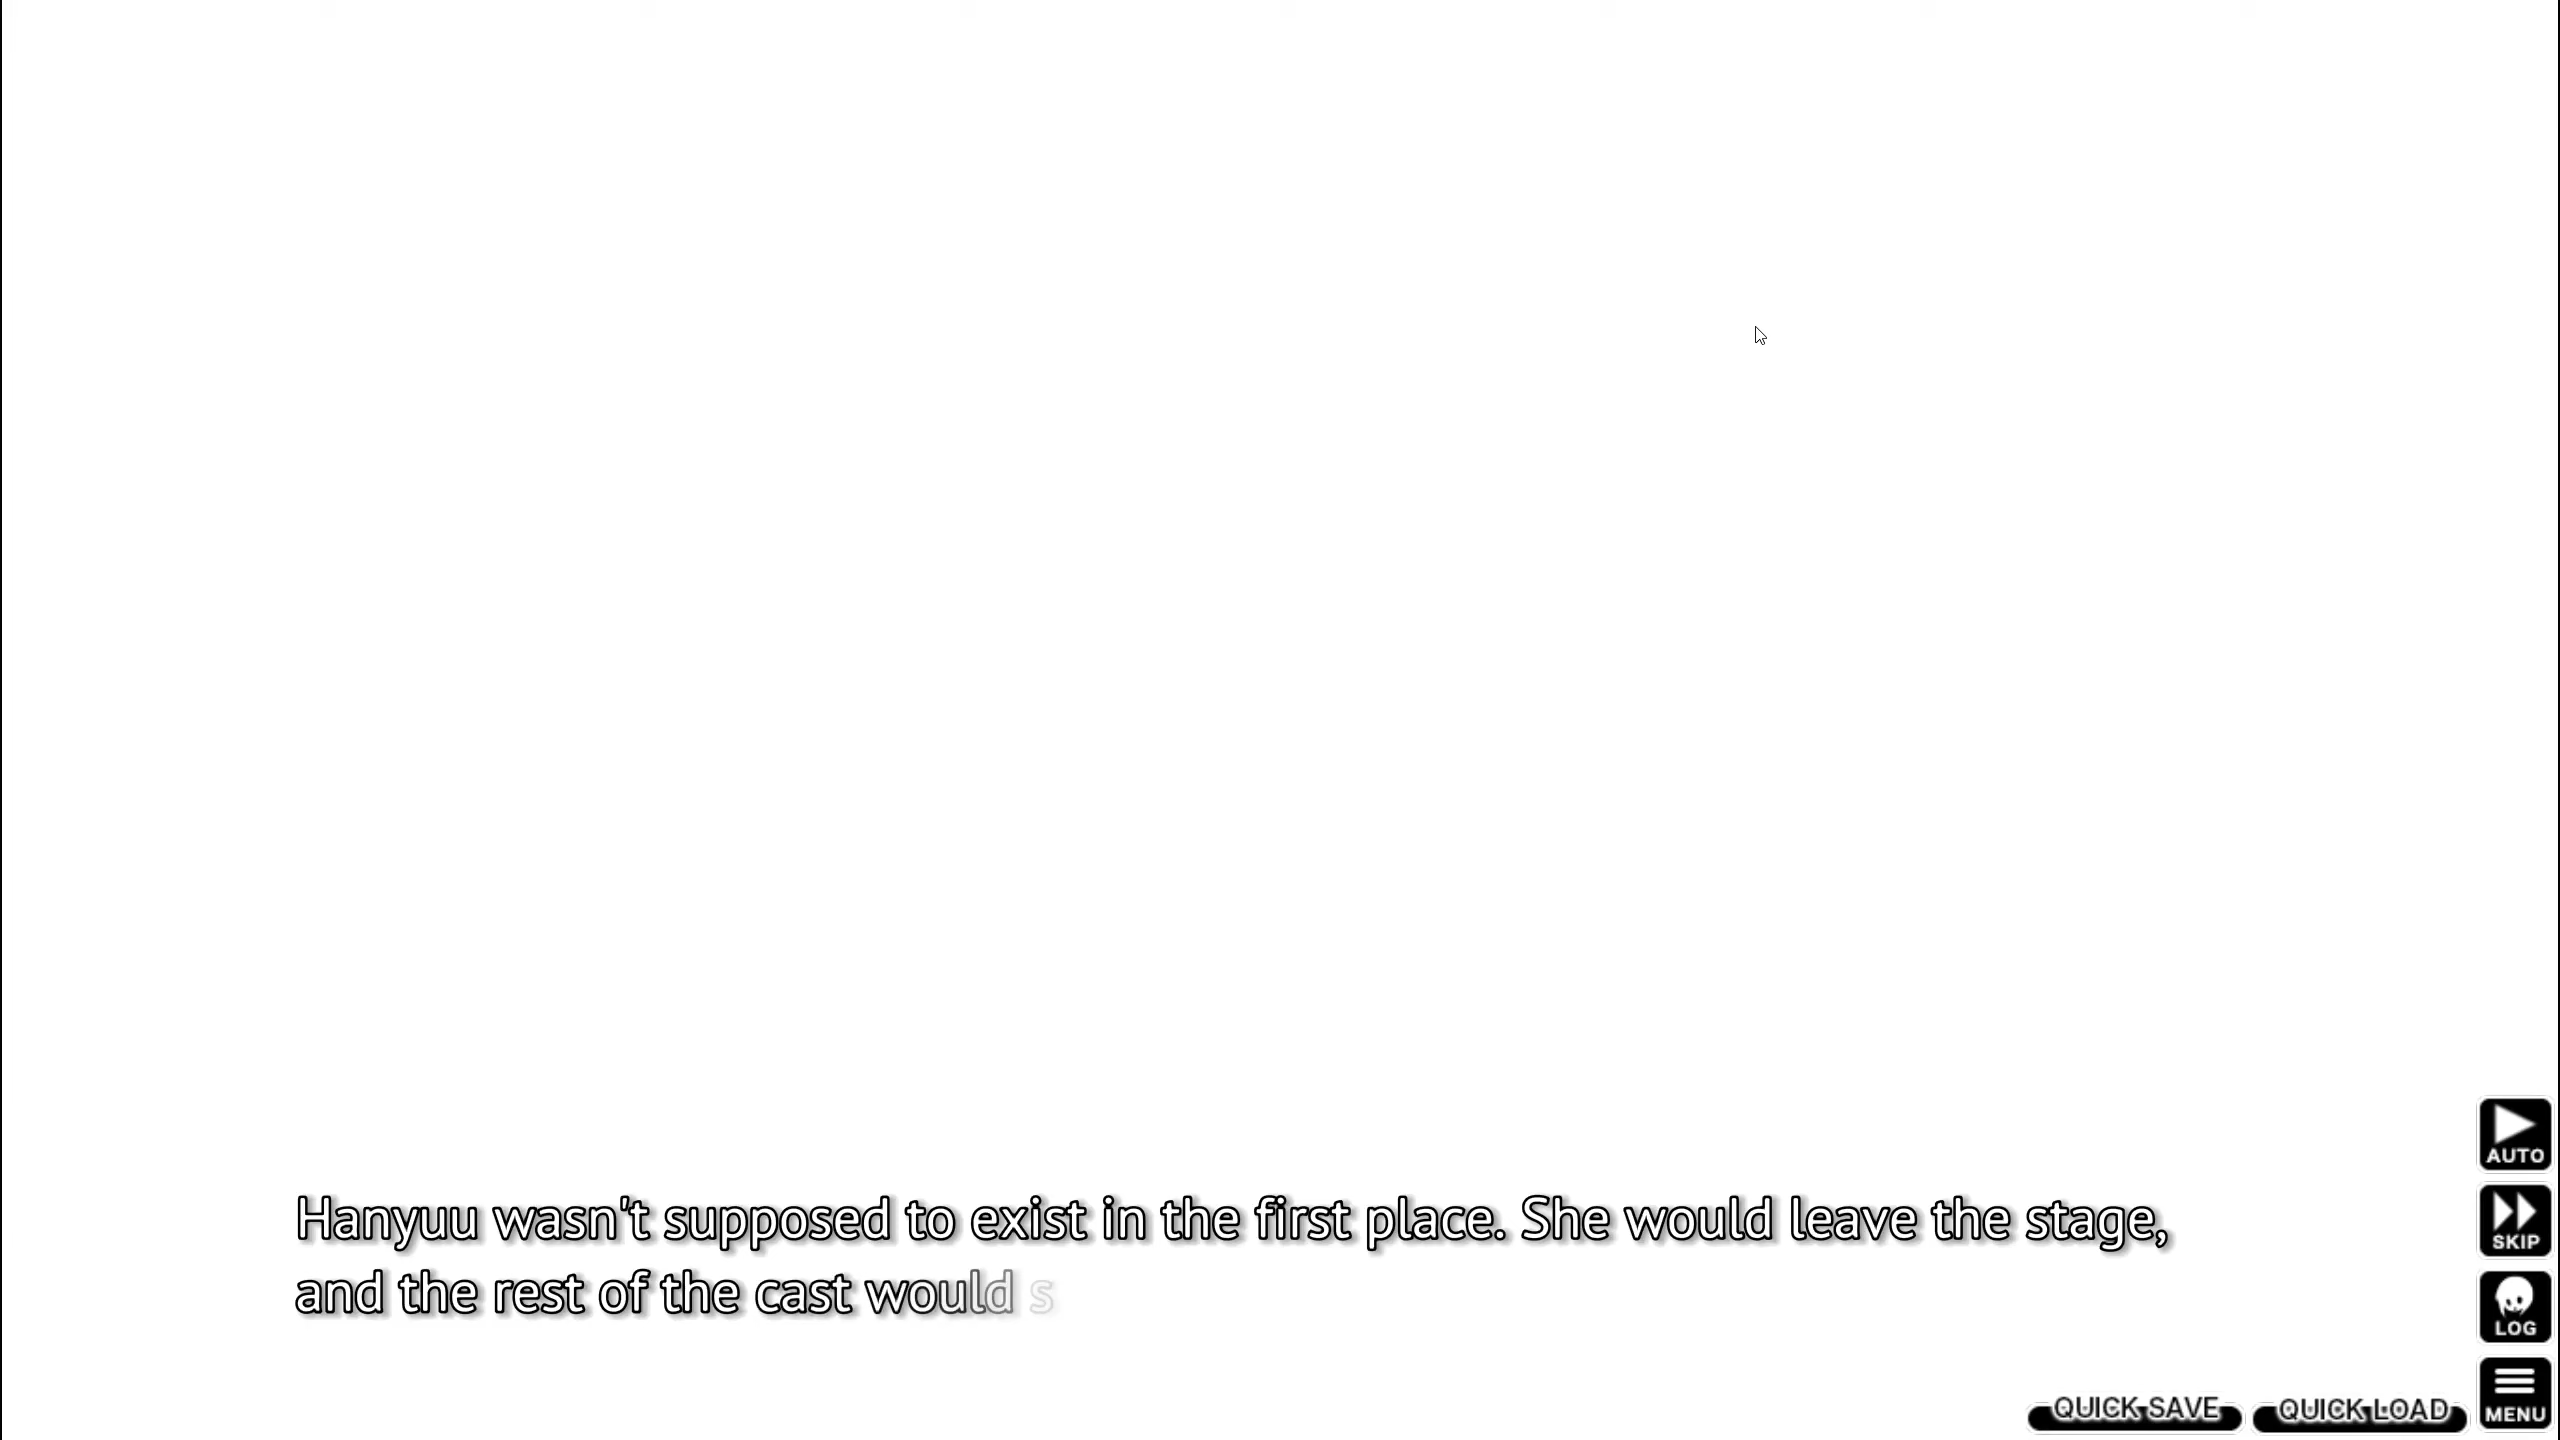 Hanyuu wasn't supposed to exist in the first place. She would leave the stage,
and the rest of the cast would s
AUTO
SKIP
LOG
MENU
QUICK SAVE
QUICK LOAD